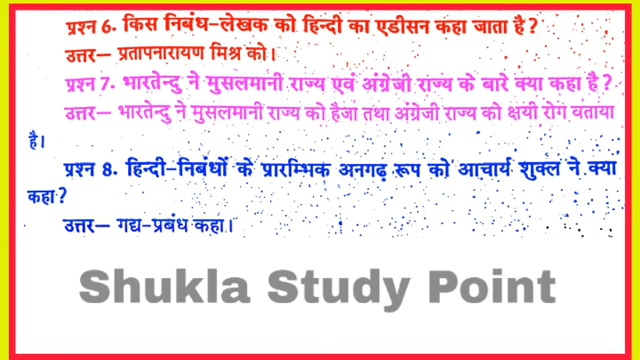 प्रश्न 6. किस निबंध-लेखक को हिन्दी का एडीसन कहा जाता है?
उत्तर— प्रतापनारायण मिश्र को।
प्रश्न 7. भारतेन्दु ने मुसलमानी राज्य एवं अंग्रेजी राज्य के बारे क्या कहा है?
उत्तर— भारतेन्दु ने मुसलमानी राज्य को हैजा तथा अंग्रेजी राज्य को क्षयी रोग वताया
है।
प्रश्न 8. हिन्दी-निबंधों के प्रारम्भिक अनगढ़ रूप को आचार्य शुक्ल ने क्या
कहा?
उत्तर— गद्य-प्रबंध कहा।
Shukla Study Point